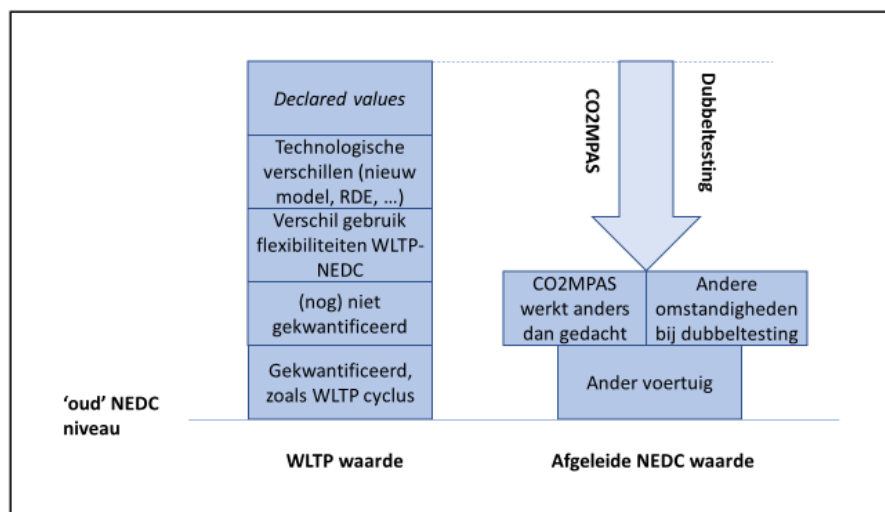 Declared values
Technologische
verschillen (nieuw
model, RDE, ...)
Verschil gebruik
flexibiliteiten WLTP-
NEDC
(nog) niet
gekwantificeerd
Gekwantificeerd,
zoals WLTP cyclus
'oud' NEDC
niveau
WLTP waarde
CO2MPAS
Dubbeltesting
CO2MPAS
werkt anders
dan gedacht
Andere
omstandigheden
bij dubbeltesting
Ander voertuig
Afgeleide NEDC waarde